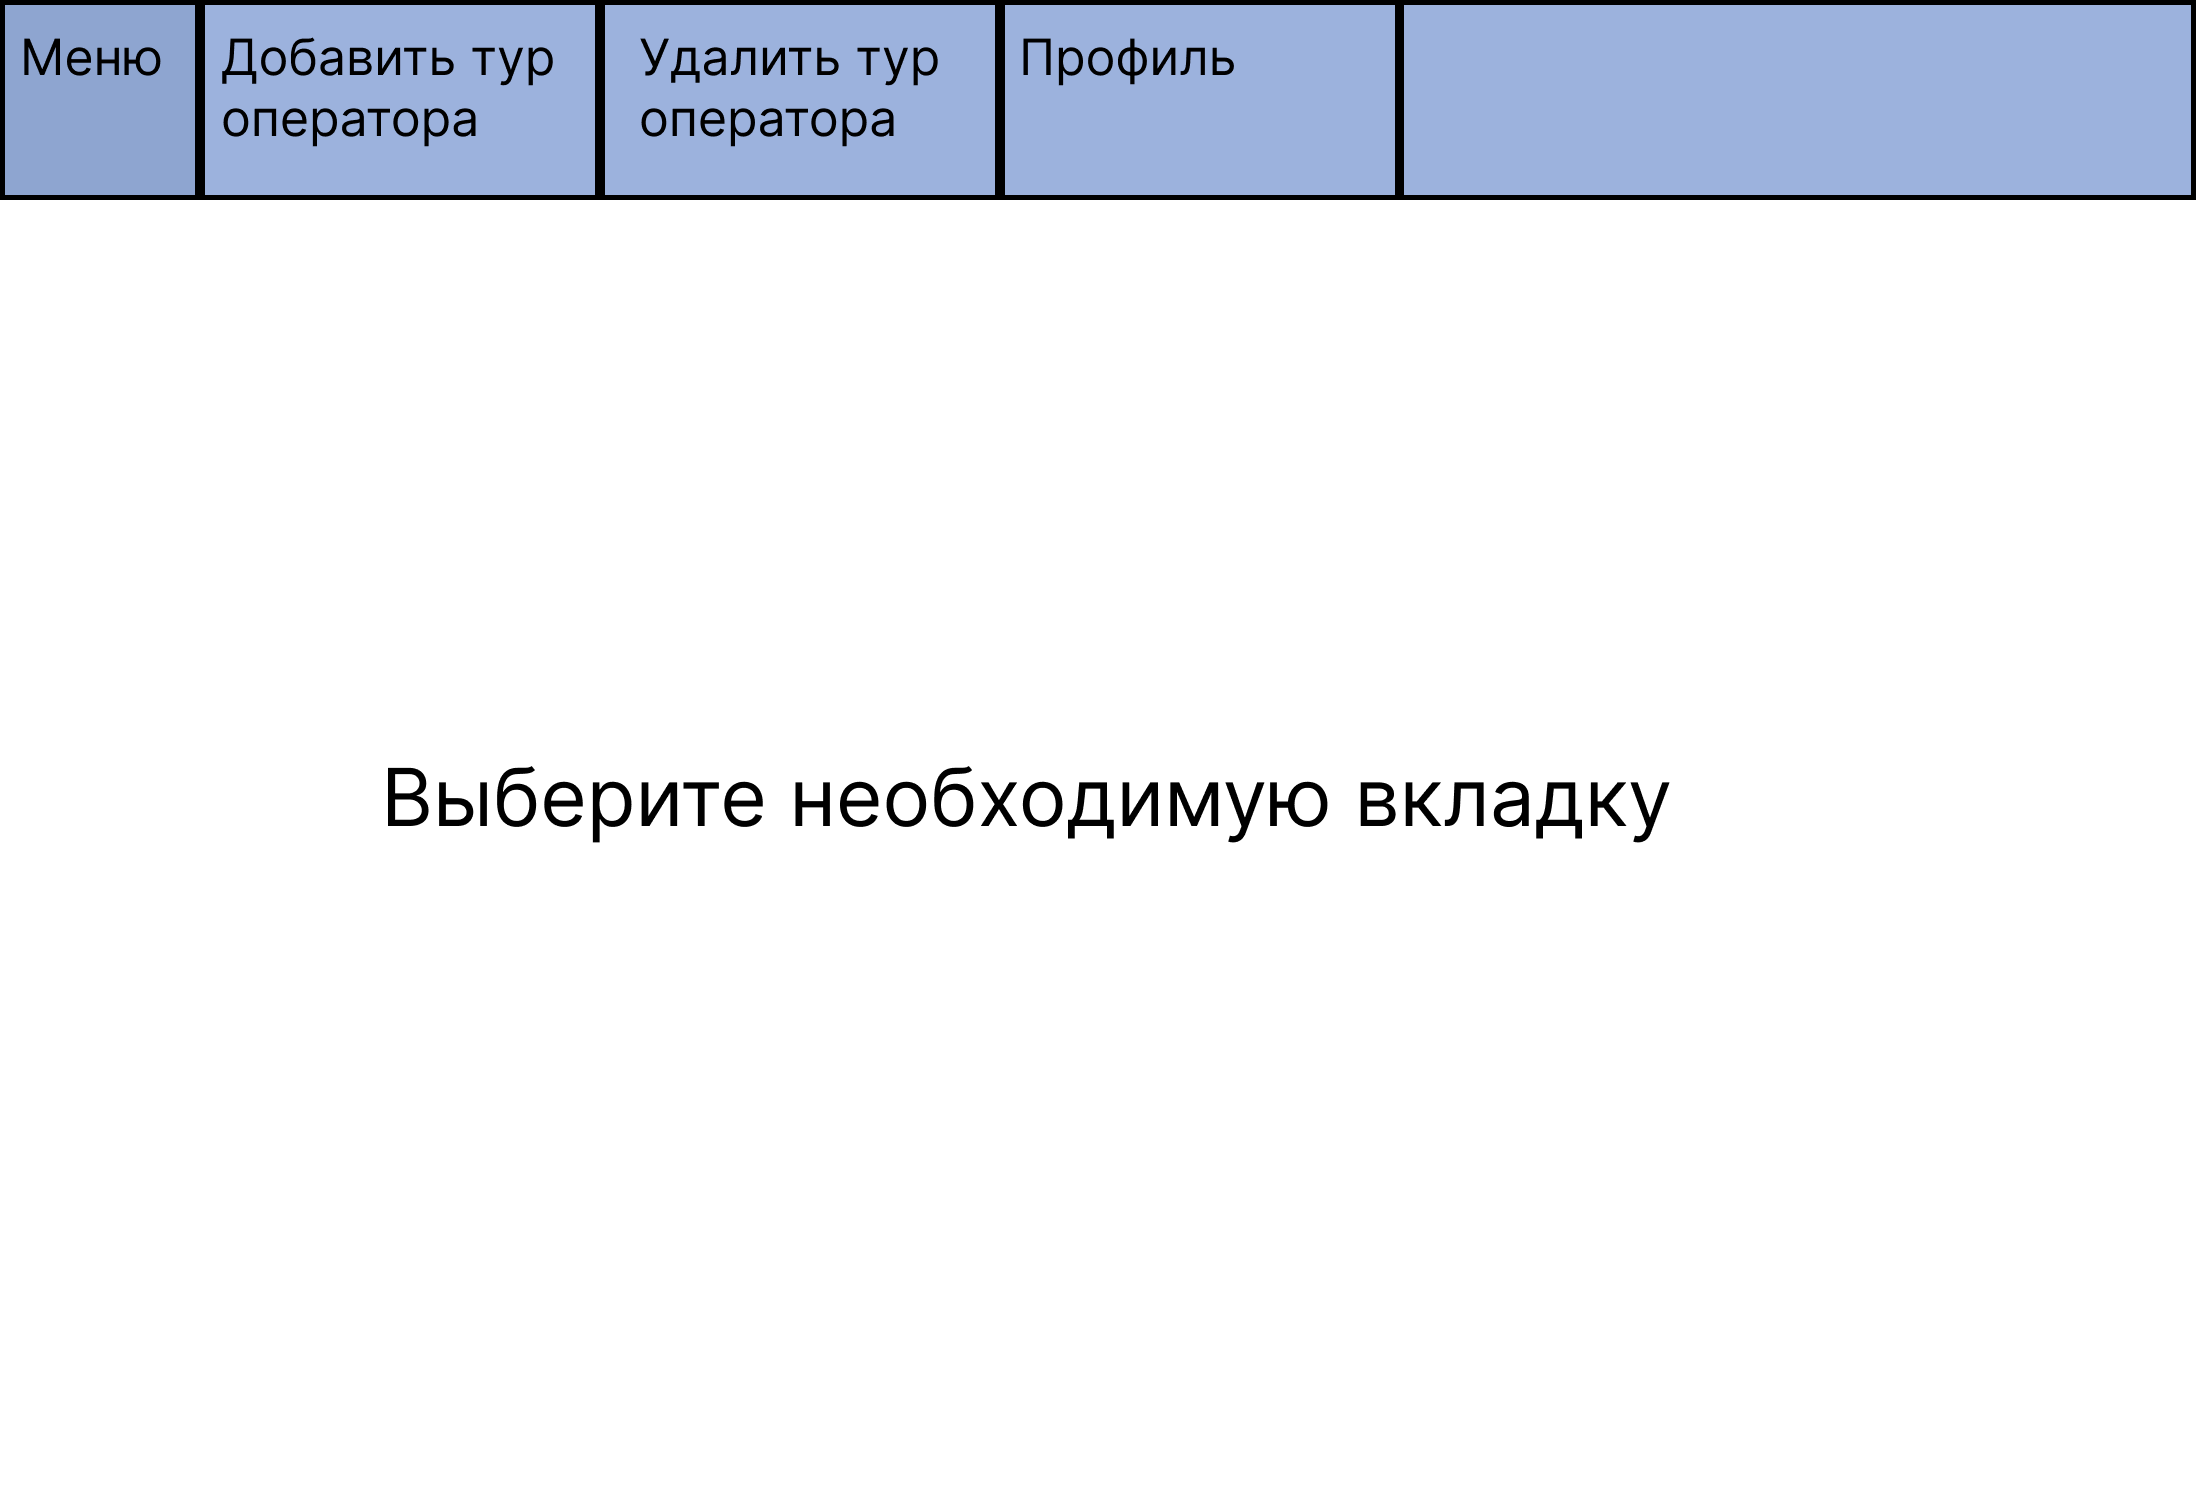 Меню
Добавить тур
оператора
Удалить тур
оператора
Профиль
Выберите необходимую вкладку